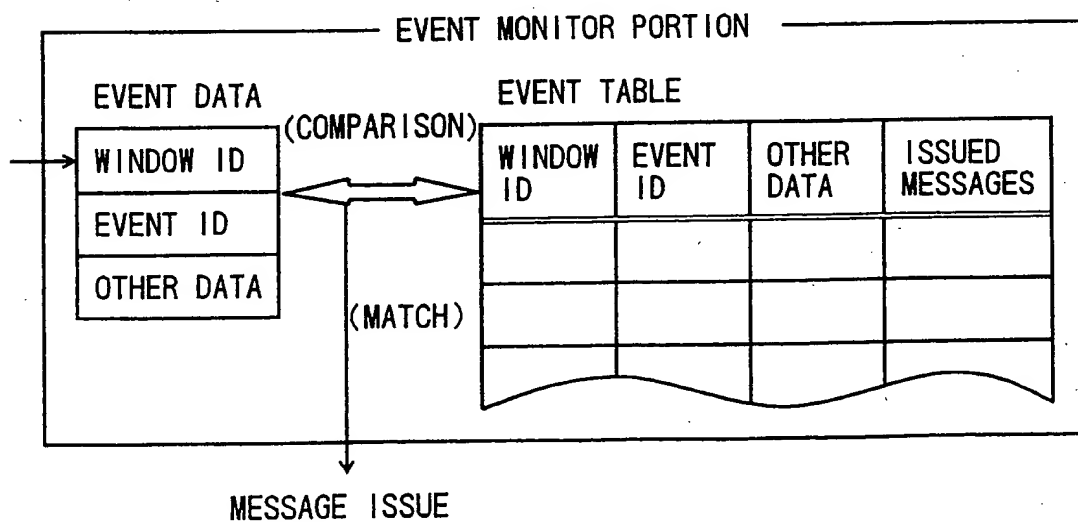 EVENT MONITOR PORTION
EVENT DATA
WINDOW ID
EVENT ID
OTHER DATA
(COMPARISON)
(MATCH)
EVENT TABLE
WINDOW ID
EVENT ID
OTHER DATA
ISSUED MESSAGES
MESSAGE ISSUE